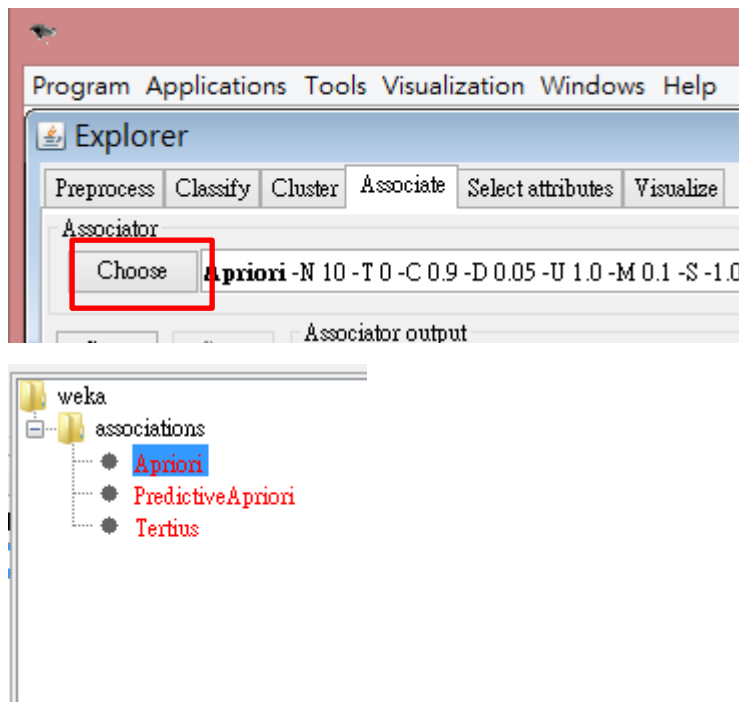 Program Applications Tools Visualization Windows Help
Explorer
Preprocess Classify Cluster Associate Select attributes Visualize
Associator
Choose Apriori -N 10 -T 0 -C 0.9 -D 0.05 -U 1.0 -M 0.1 -S -1.0
Associator output
weka
associations
Apriori
PredictiveApriori
Tertius